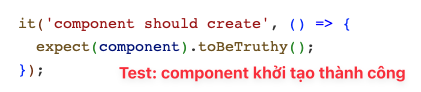 it('component should create', () => {
  expect(component).toBeTruthy();
});
Test: component khởi tạo thành công